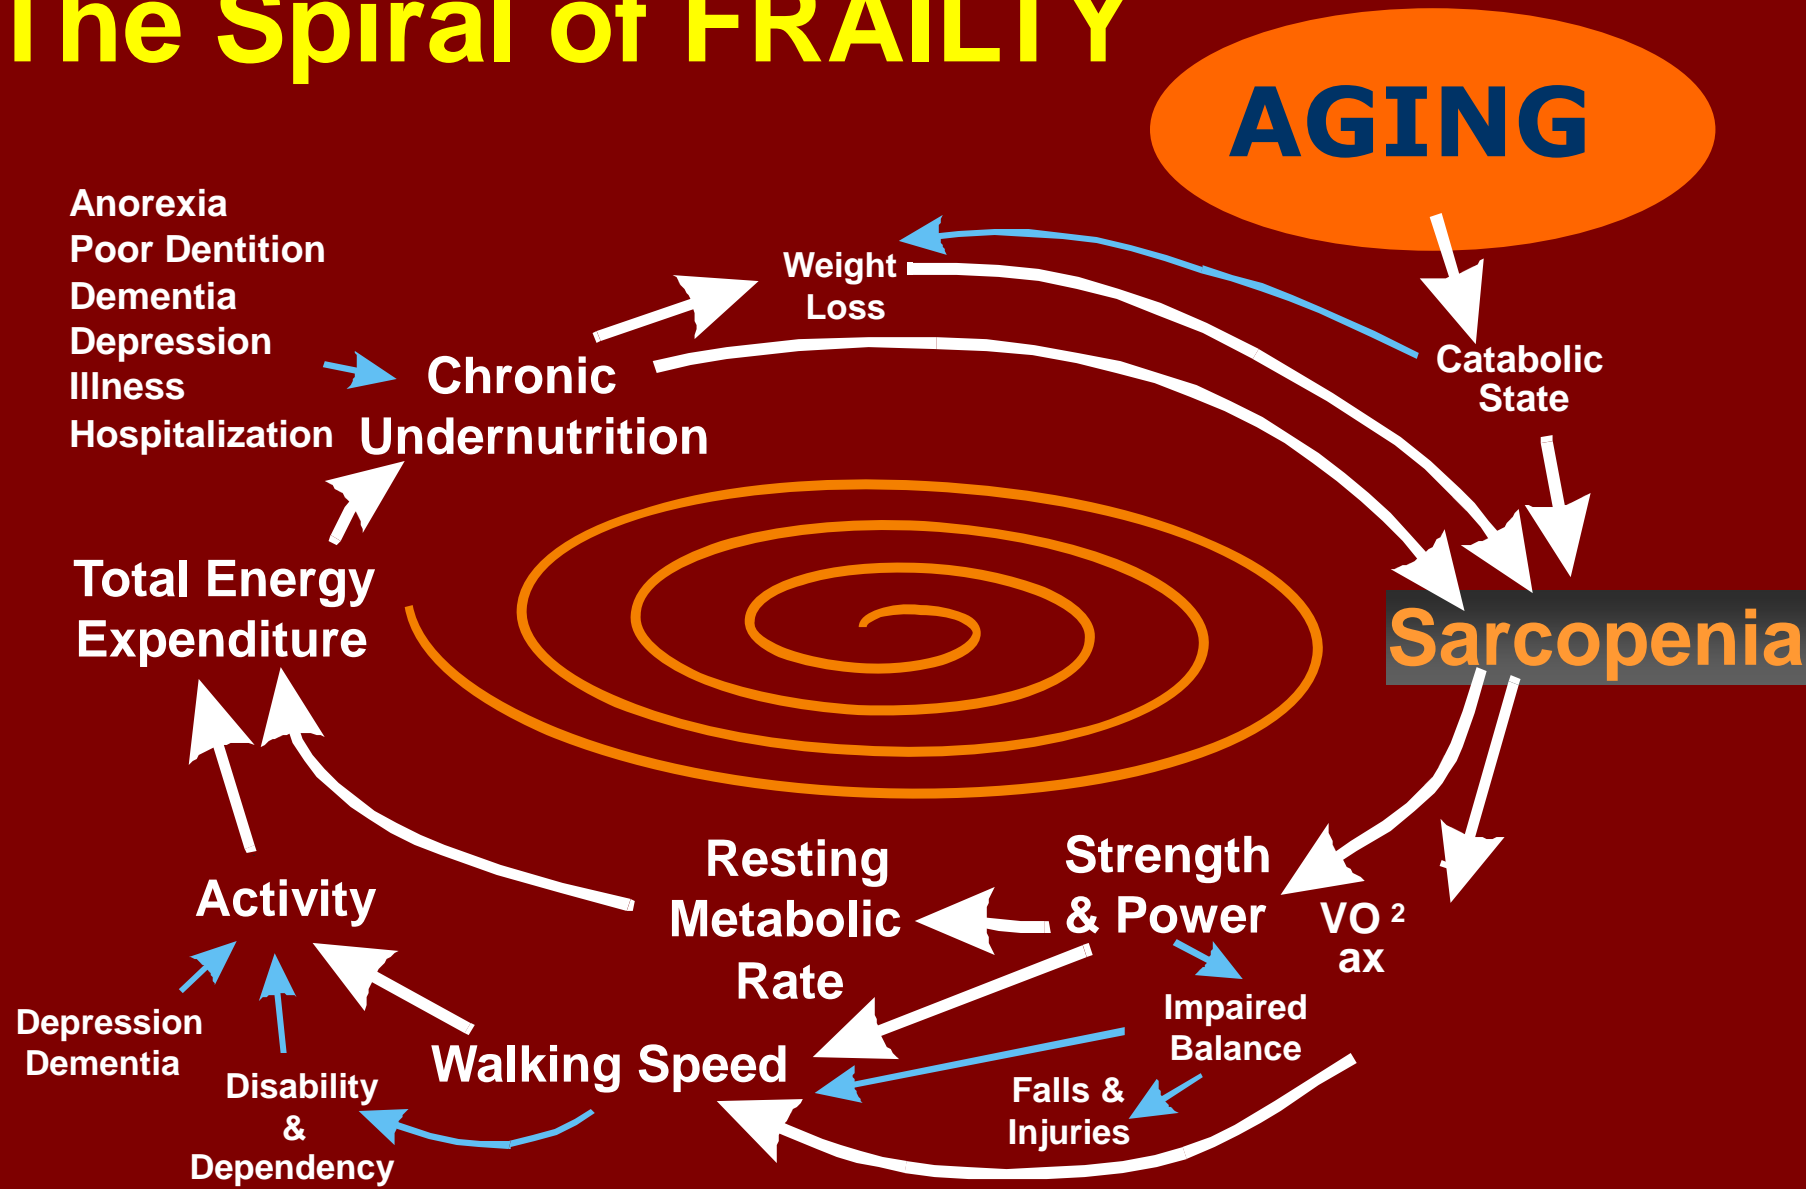 The Spiral of FRAILTY
AGING
Anorexia
Poor Dentition
Dementia
Depression
Illness
Hospitalization
Weight
Loss
Catabolic
State
Chronic
Undernutrition
Total Energy
Expenditure
Sarcopenia
Resting
Metabolic
Rate
Strength
& Power
VO 2
ax
Activity
Impaired
Balance
Depression
Dementia
Walking Speed
Disability
&
Dependency
Falls &
Injuries